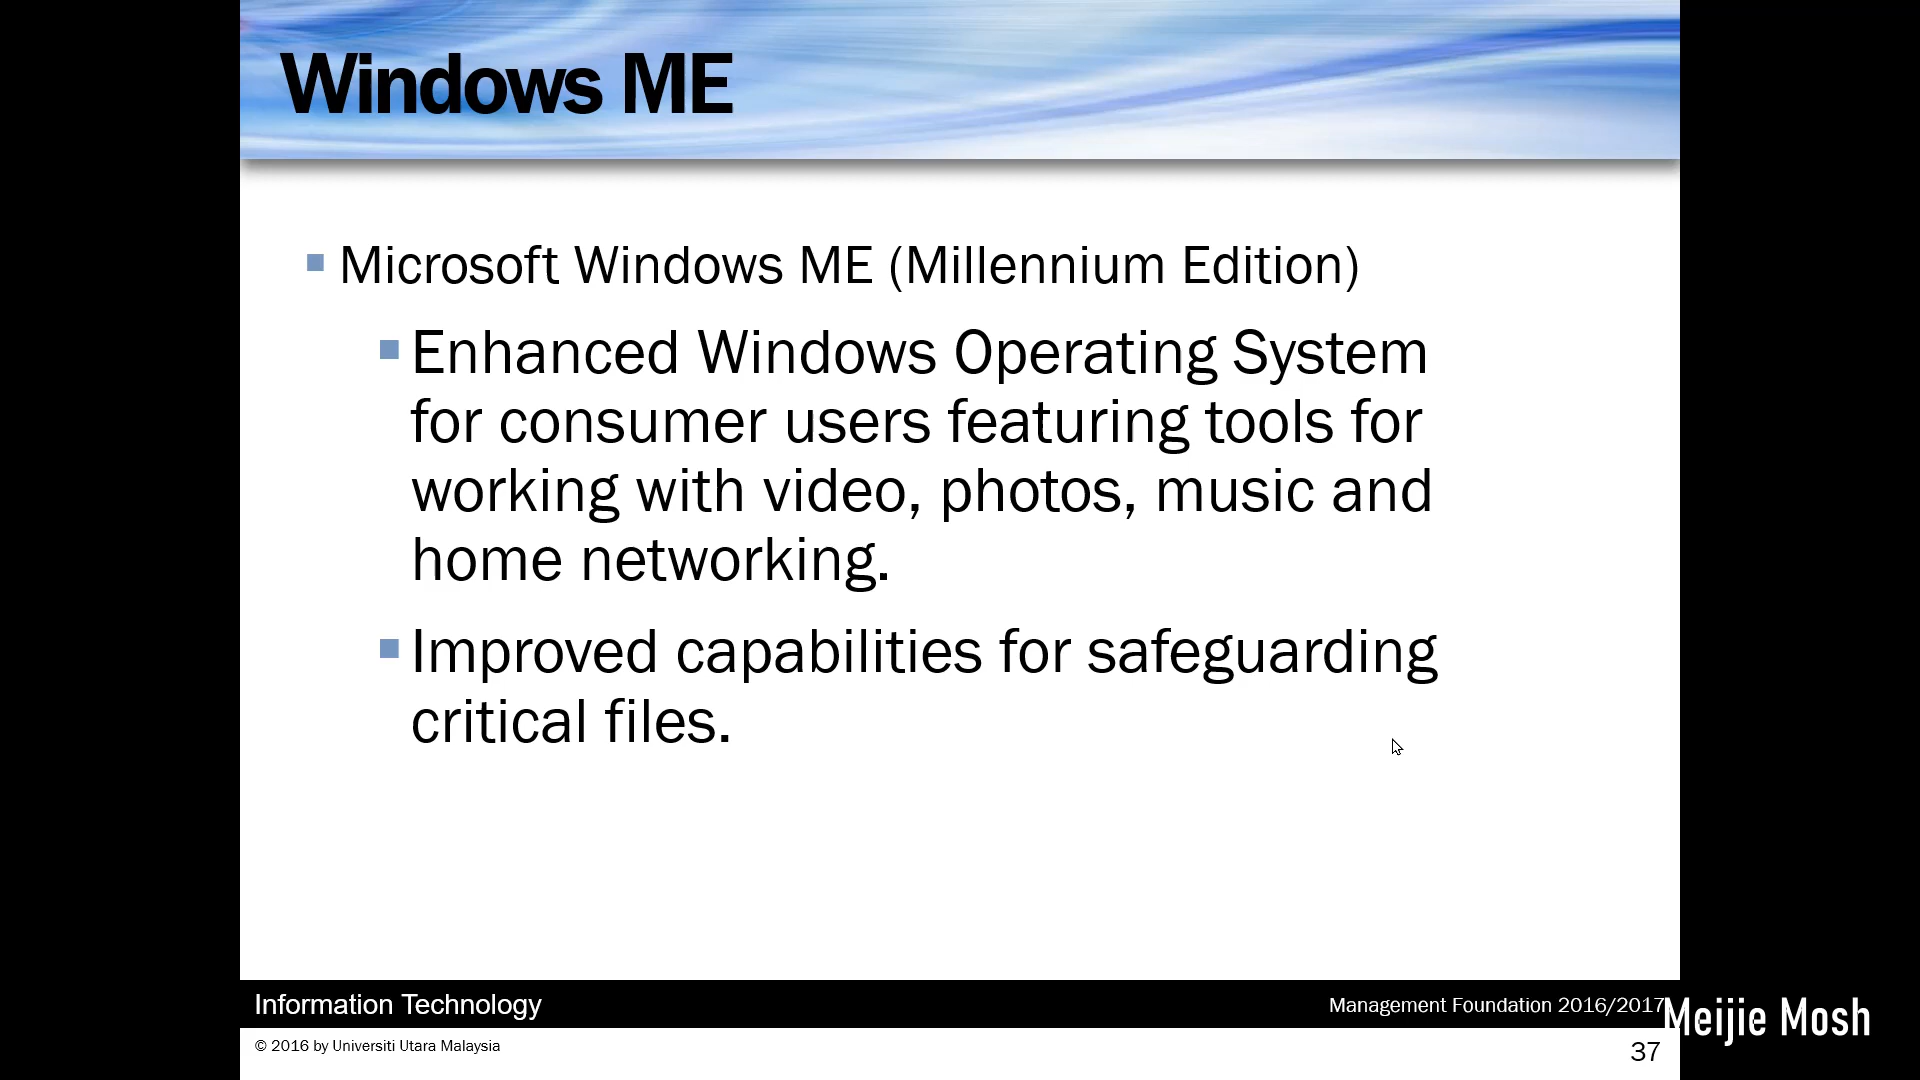 Windows ME
Microsoft Windows ME (Millennium Edition)
Enhanced Windows Operating System
for consumer users featuring tools for
working with video, photos, music and
home networking.
Improved capabilities for safeguarding
critical files.
Information Technology
Management Foundation 2016/2017
Meijie Mosh
© 2016 by Universiti Utara Malaysia
37